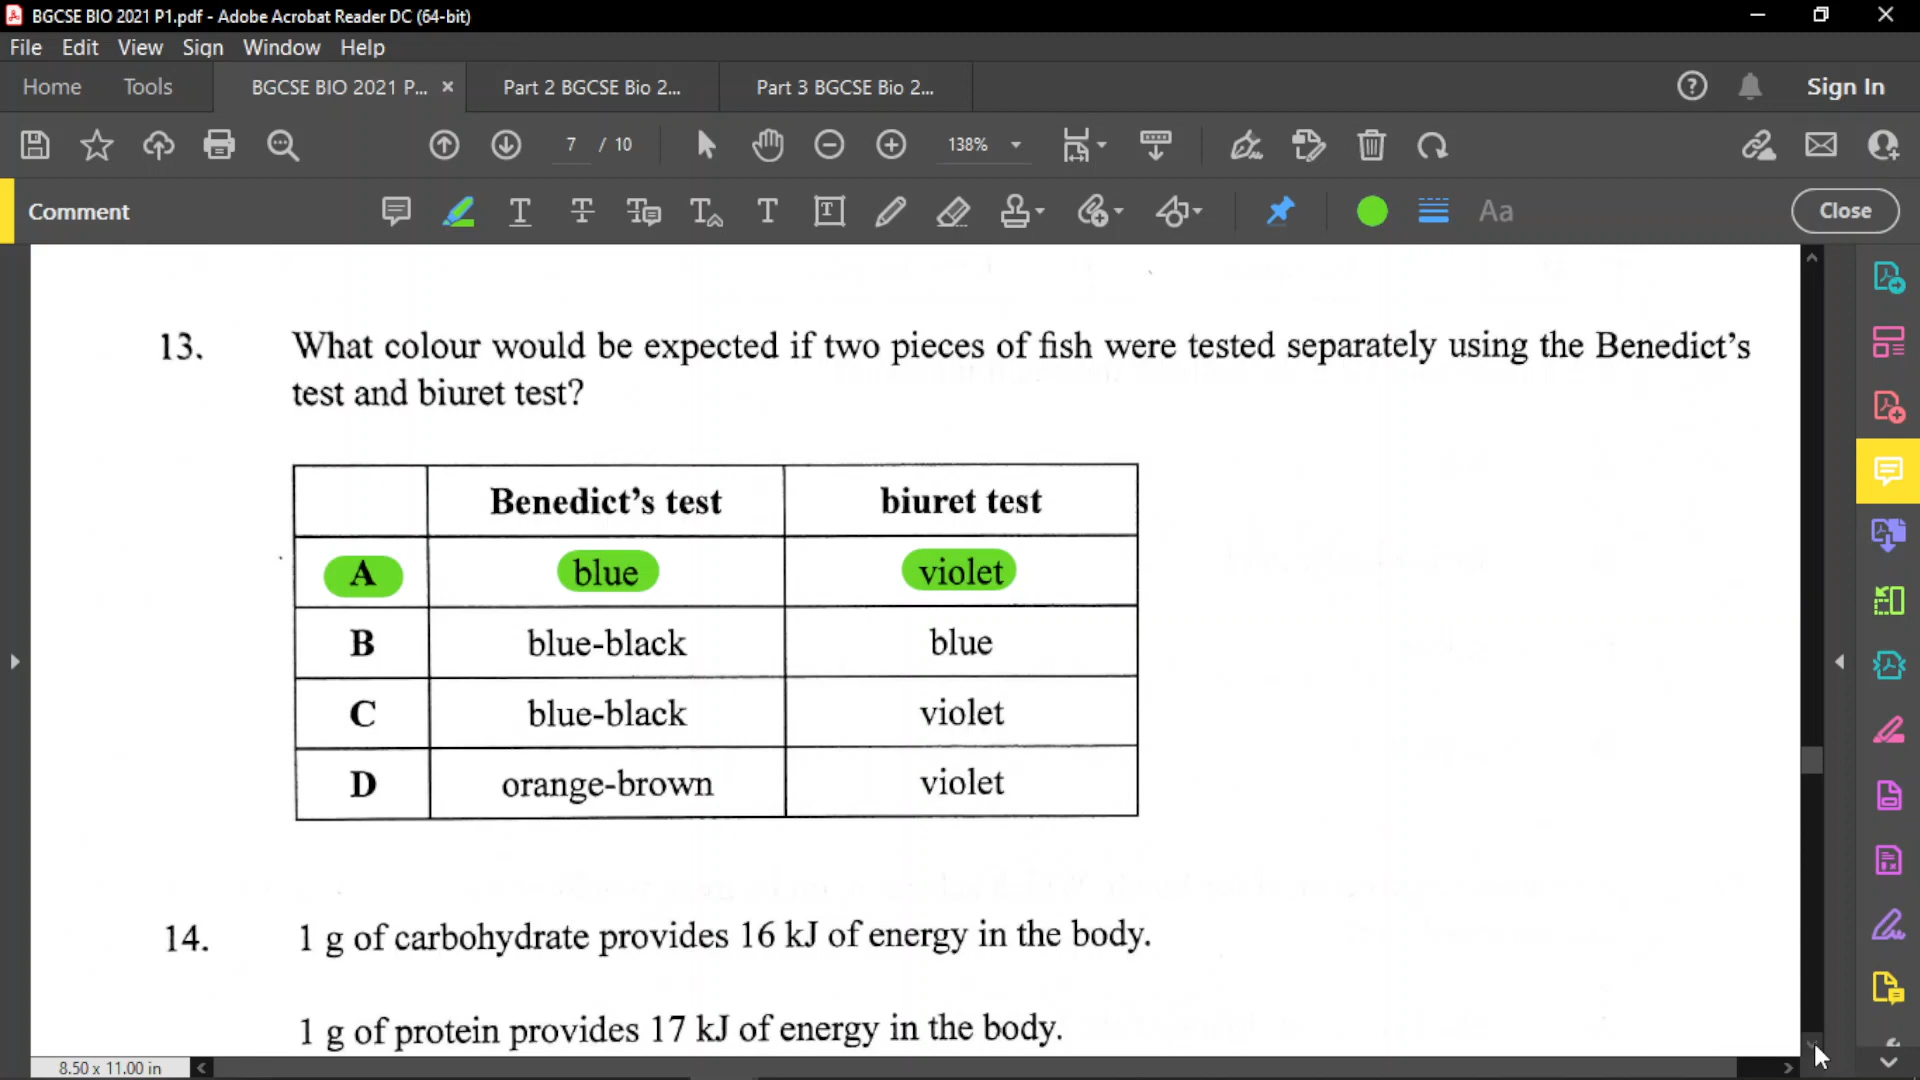 BGCSE BIO 2021 P1.pdf - Adobe Acrobat Reader DC (64-bit)
File Edit View Sign Window Help
Home Tools BGCSE BIO 2021 P... × Part 2 BGCSE Bio 2... Part 3 BGCSE Bio 2... Sign In
7 / 10 138%
Comment Aa Close
13. What colour would be expected if two pieces of fish were tested separately using the Benedict's
test and biuret test?
Benedict's test biuret test
A blue violet
B blue-black blue
C blue-black violet
D orange-brown violet
14. 1 g of carbohydrate provides 16 kJ of energy in the body.
1 g of protein provides 17 kJ of energy in the body.
8.50 x 11.00 in